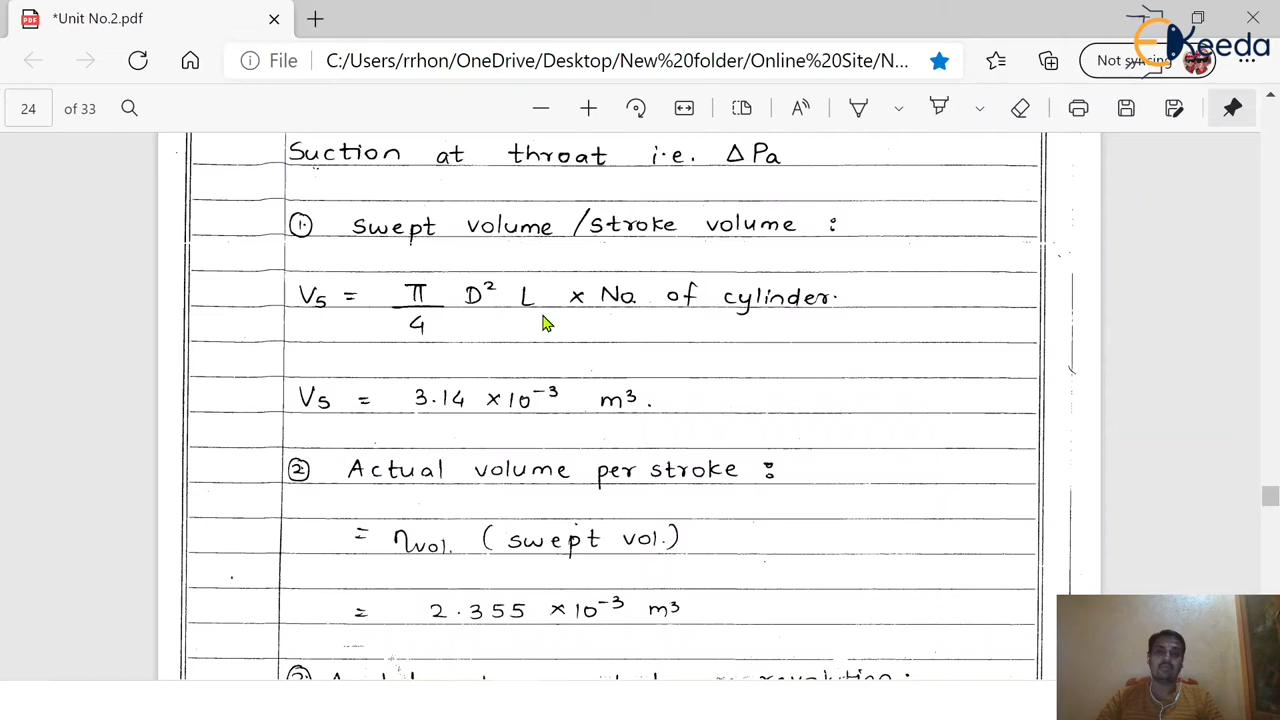 *Unit No.2.pdf
Keeda
File
C:/Users/rrhon/OneDrive/Desktop/New%20folder/Online%20Site/N...
Not syncing
24 of 33
Suction at throat i.e. ΔPa
① Swept volume /stroke volume :
Vs = π/4 D² L × No. of cylinder.
Vs = 3.14 × 10⁻³ m³.
② Actual volume per stroke :
= ηvol. ( swept vol.)
= 2.355 × 10⁻³ m³